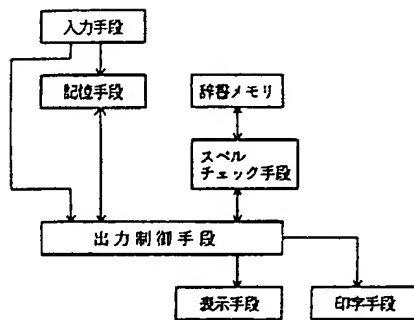 入力手段
記憶手段
辞書メモリ
スペル
チェック手段
出力制御手段
表示手段
印字手段